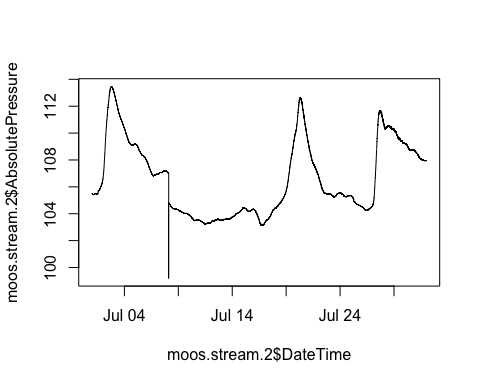 moos.stream.2$AbsolutePressure
112
108
104
100
Jul 04 Jul 14 Jul 24
moos.stream.2$DateTime